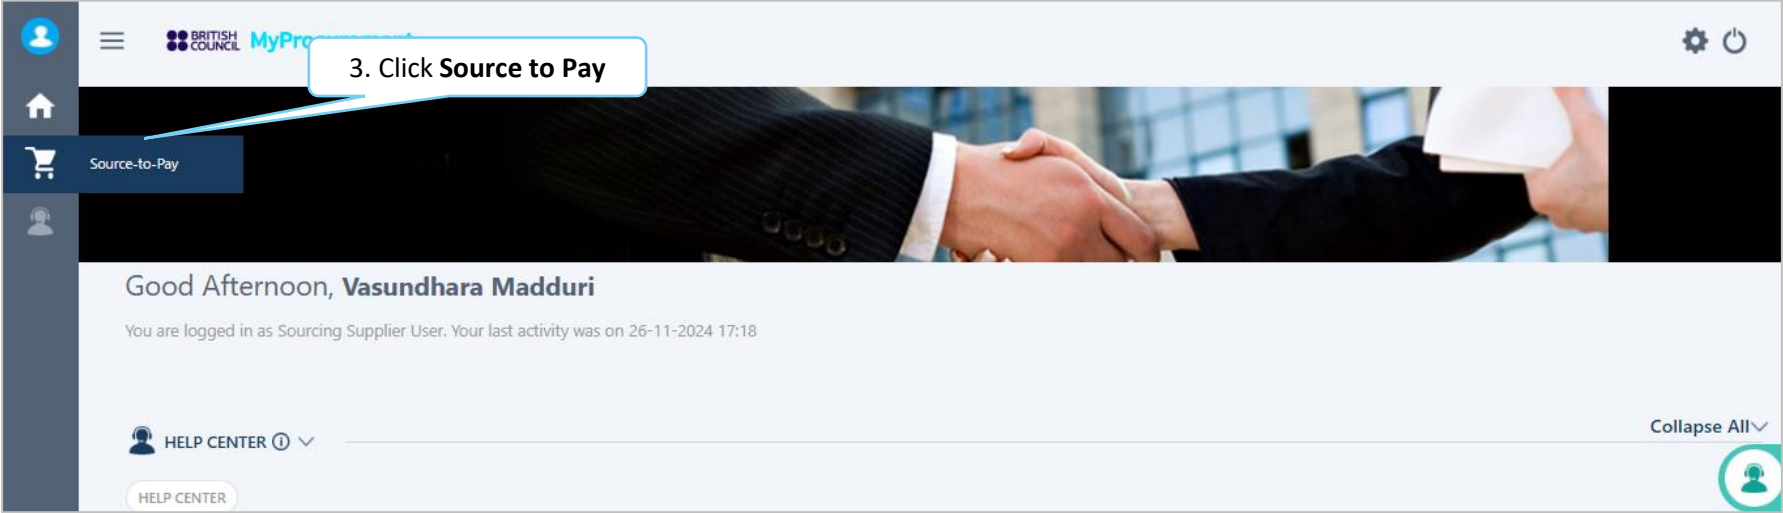 BRITISH
COUNCIL
3. Click Source to Pay
Source-to-Pay
Good Afternoon, Vasundhara Madduri
You are logged in as Sourcing Supplier User. Your last activity was on 26-11-2024 17:18
Collapse All
HELP CENTER
HELP CENTER